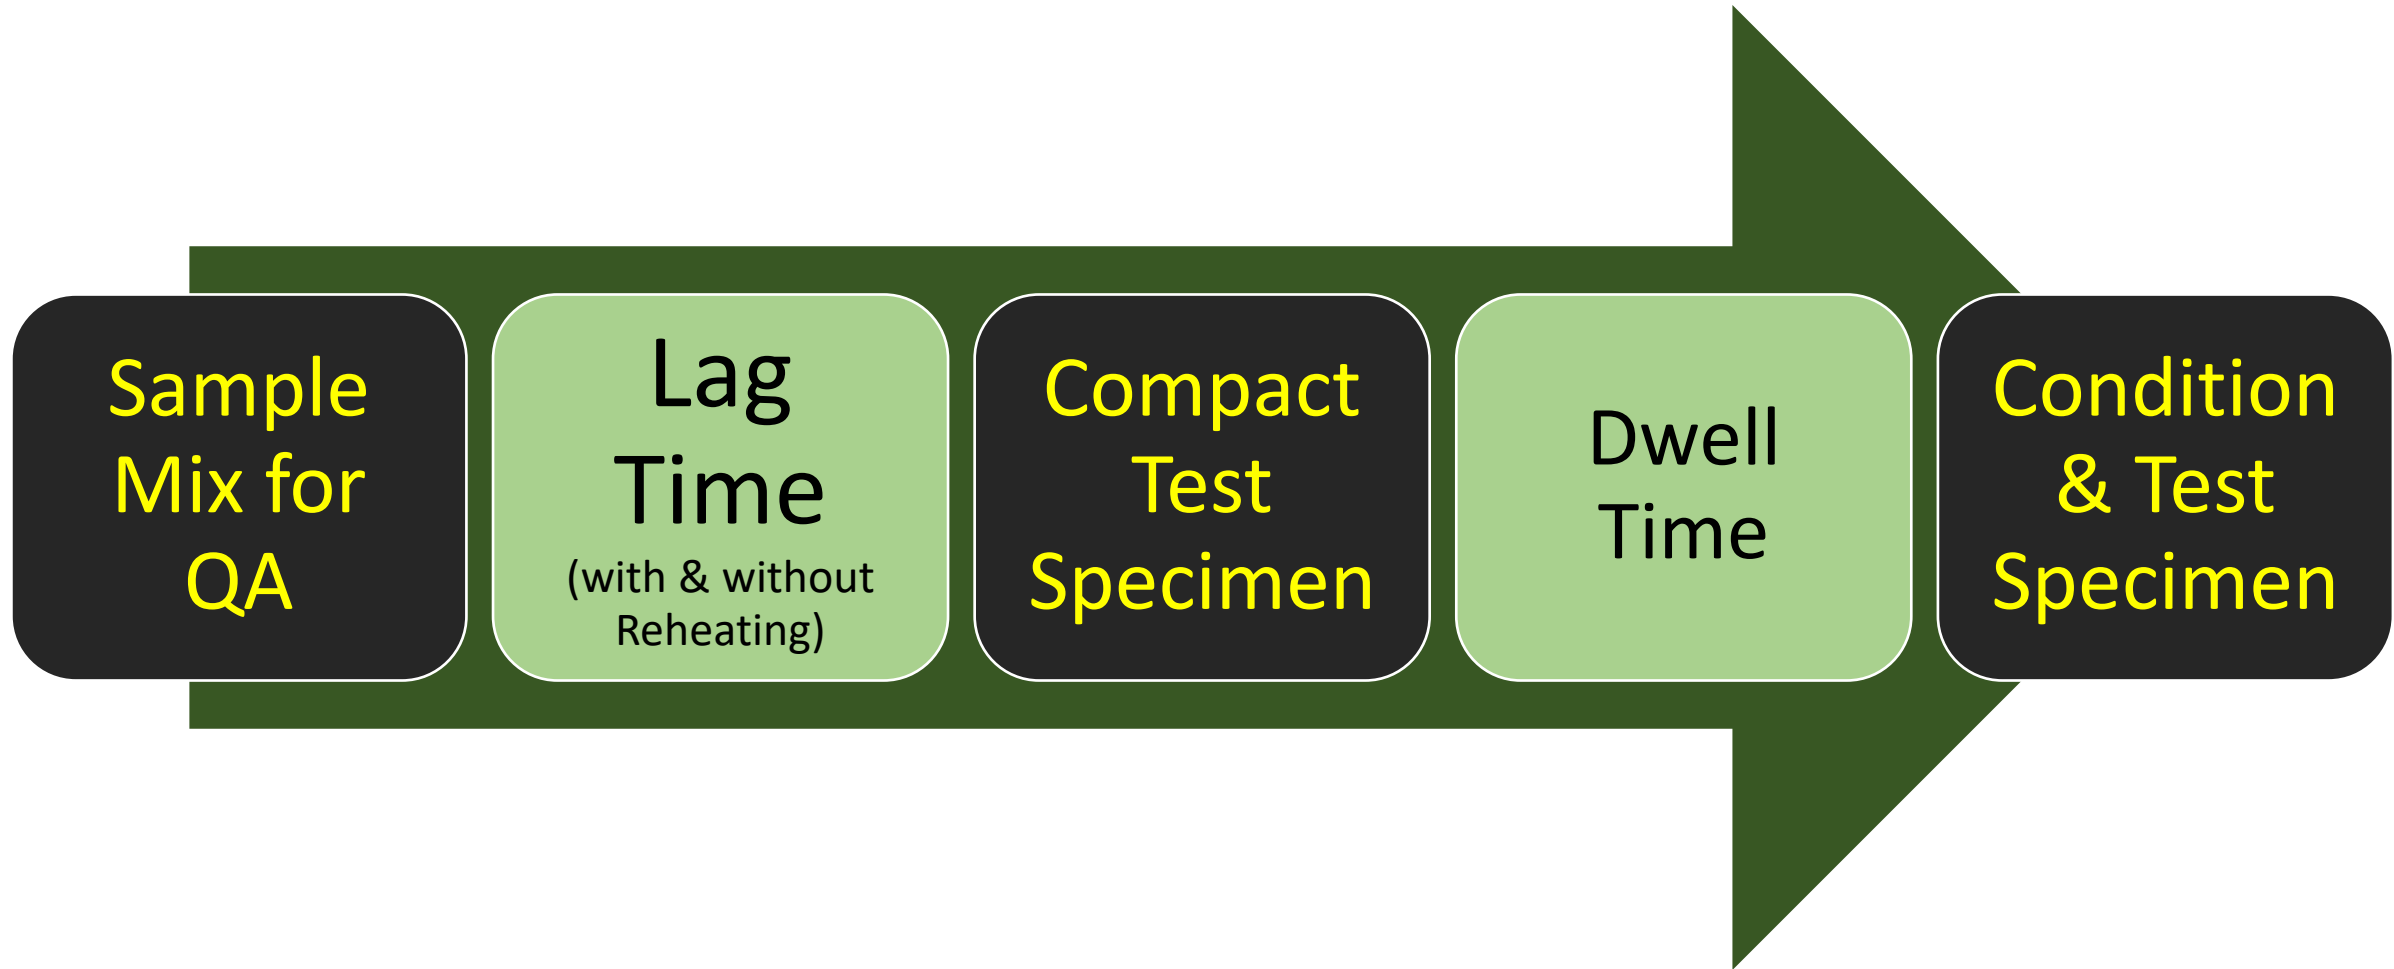 Sample
Mix for
QA
Lag
Time
(with & without
Reheating)
Compact
Test
Specimen
Dwell
Time
Condition
& Test
Specimen